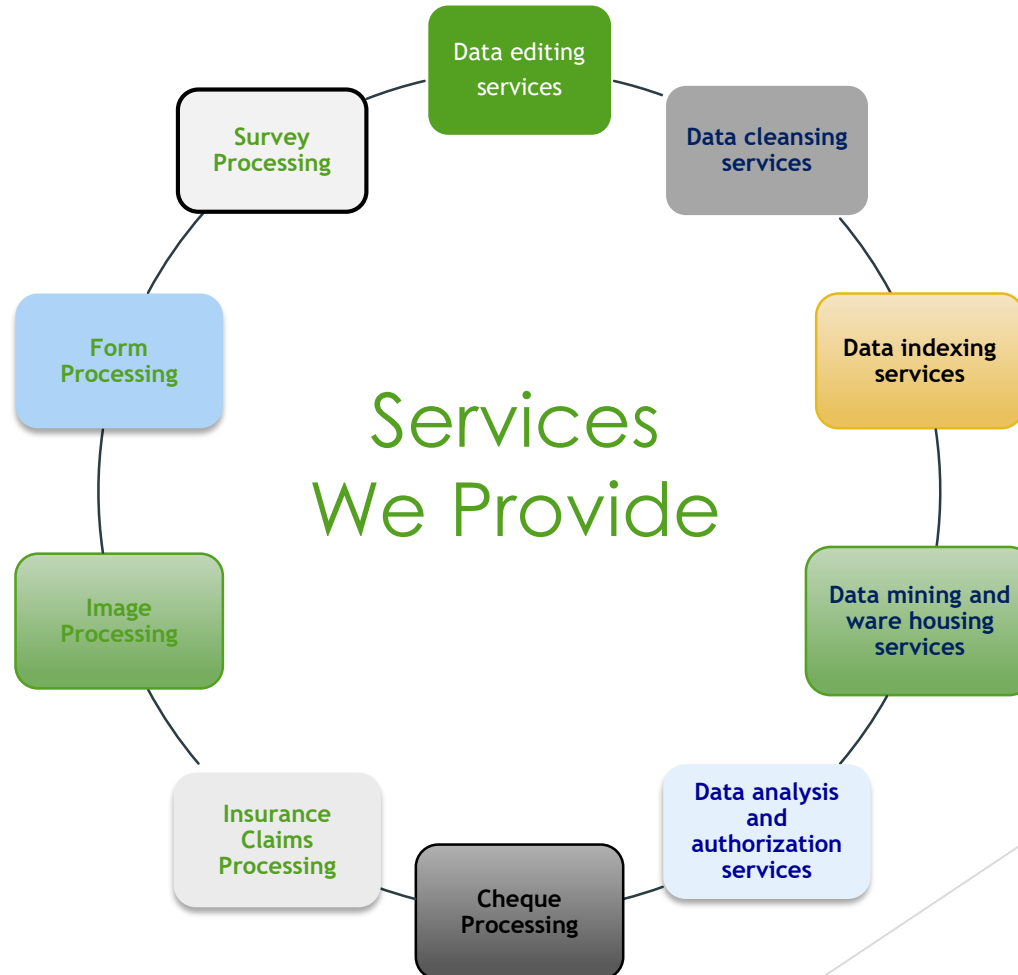 Data editing
services
Data cleansing
services
Data indexing
services
Data mining and
ware housing
services
Data analysis
and
authorization
services
Cheque
Processing
Insurance
Claims
Processing
Image
Processing
Form
Processing
Survey
Processing
Services
We Provide